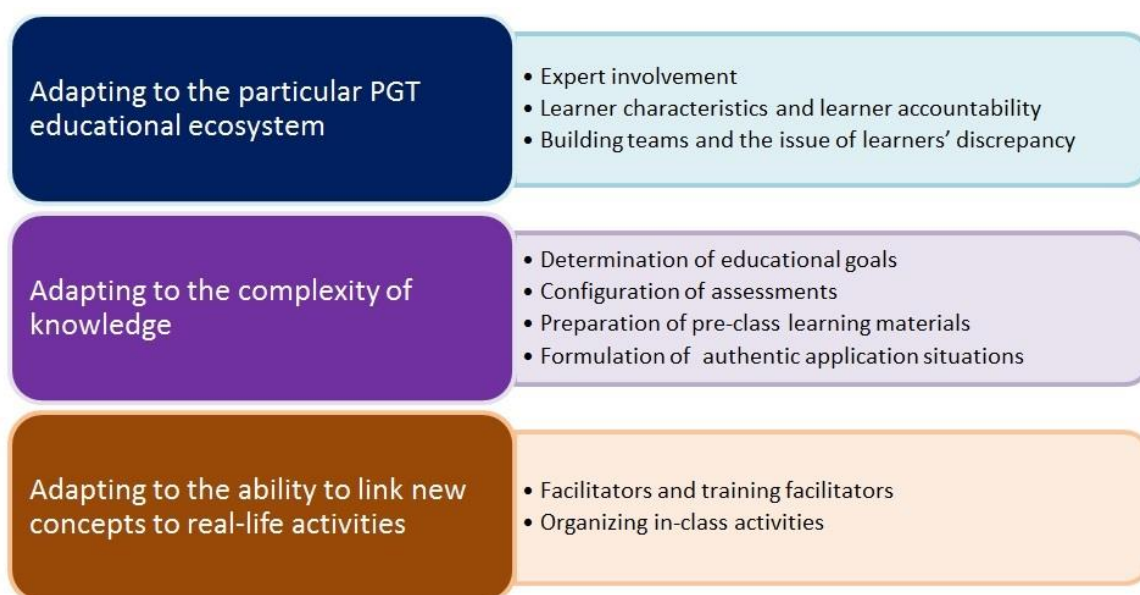 Adapting to the particular PGT
educational ecosystem
• Expert involvement
• Learner characteristics and learner accountability
• Building teams and the issue of learners’ discrepancy
Adapting to the complexity of
knowledge
• Determination of educational goals
• Configuration of assessments
• Preparation of pre-class learning materials
• Formulation of authentic application situations
Adapting to the ability to link new
concepts to real-life activities
• Facilitators and training facilitators
• Organizing in-class activities